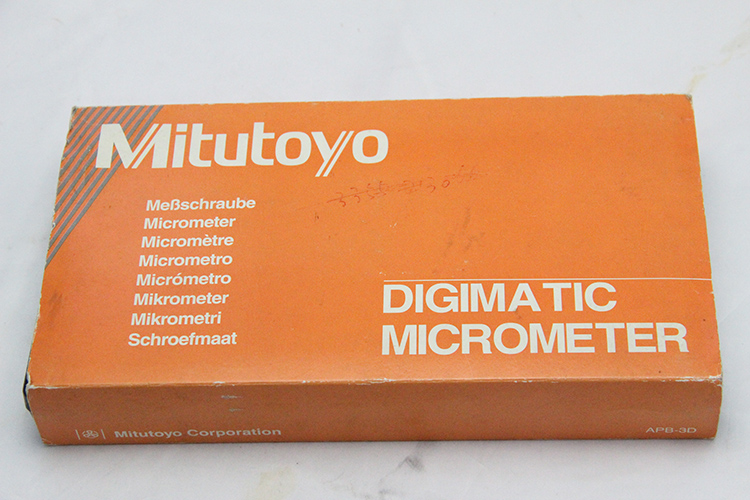 Mitutoyo
Meßschraube
Micrometer
Micromètre
Micrometro
Micrómetro
Mikrometer
Mikrometri
Schroefmaat
DIGIMATIC
MICROMETER
Mitutoyo Corporation
APB-3D